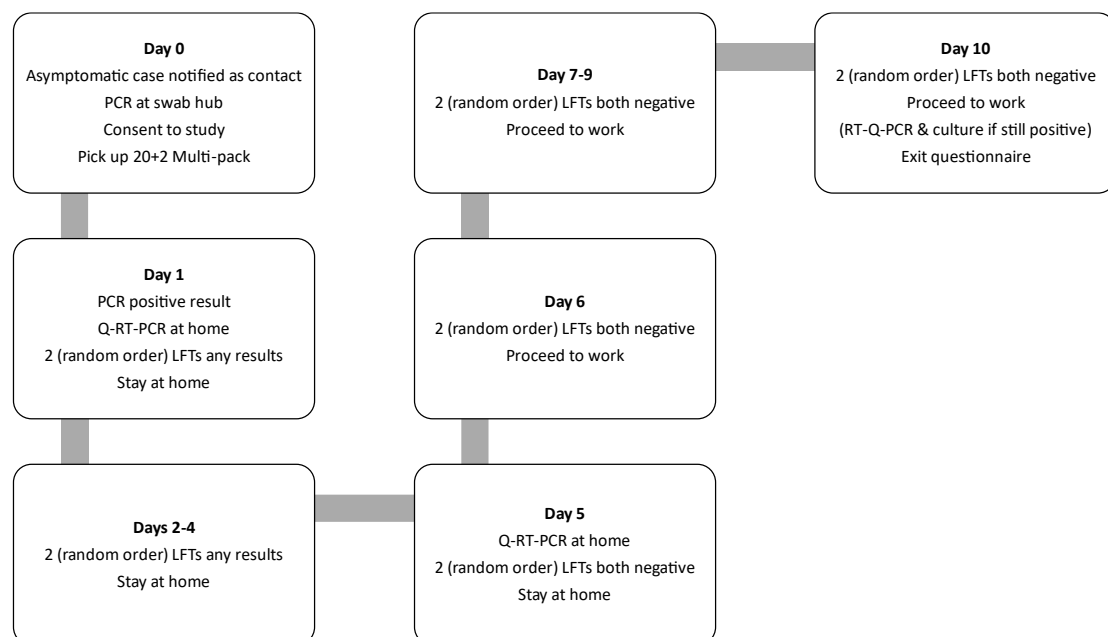 Day 0
Asymptomatic case notified as contact
PCR at swab hub
Consent to study
Pick up 20+2 Multi-pack
Day 1
PCR positive result
Q-RT-PCR at home
2 (random order) LFTs any results
Stay at home
Days 2-4
2 (random order) LFTs any results
Stay at home
Day 5
Q-RT-PCR at home
2 (random order) LFTs both negative
Stay at home
Day 6
2 (random order) LFTs both negative
Proceed to work
Day 7-9
2 (random order) LFTs both negative
Proceed to work
Day 10
2 (random order) LFTs both negative
Proceed to work
(RT-Q-PCR & culture if still positive)
Exit questionnaire